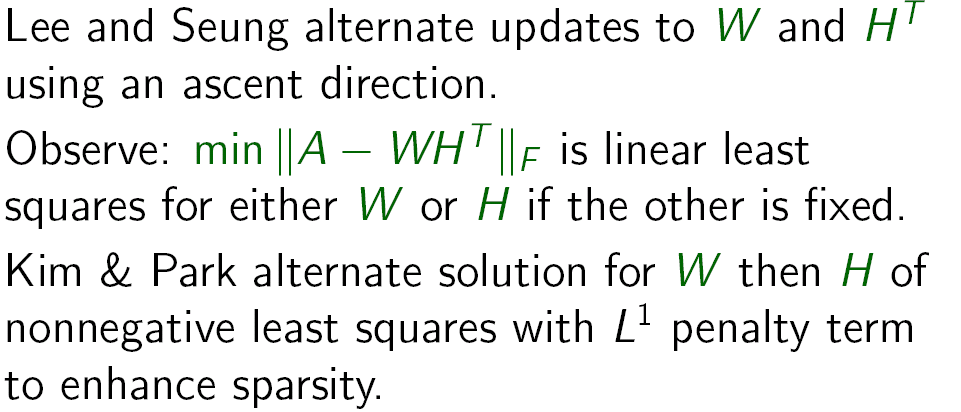 Lee and Seung alternate updates to W and H^T
using an ascent direction.
Observe: min ‖A − WH^T‖_F is linear least
squares for either W or H if the other is fixed.
Kim & Park alternate solution for W then H of
nonnegative least squares with L^1 penalty term
to enhance sparsity.